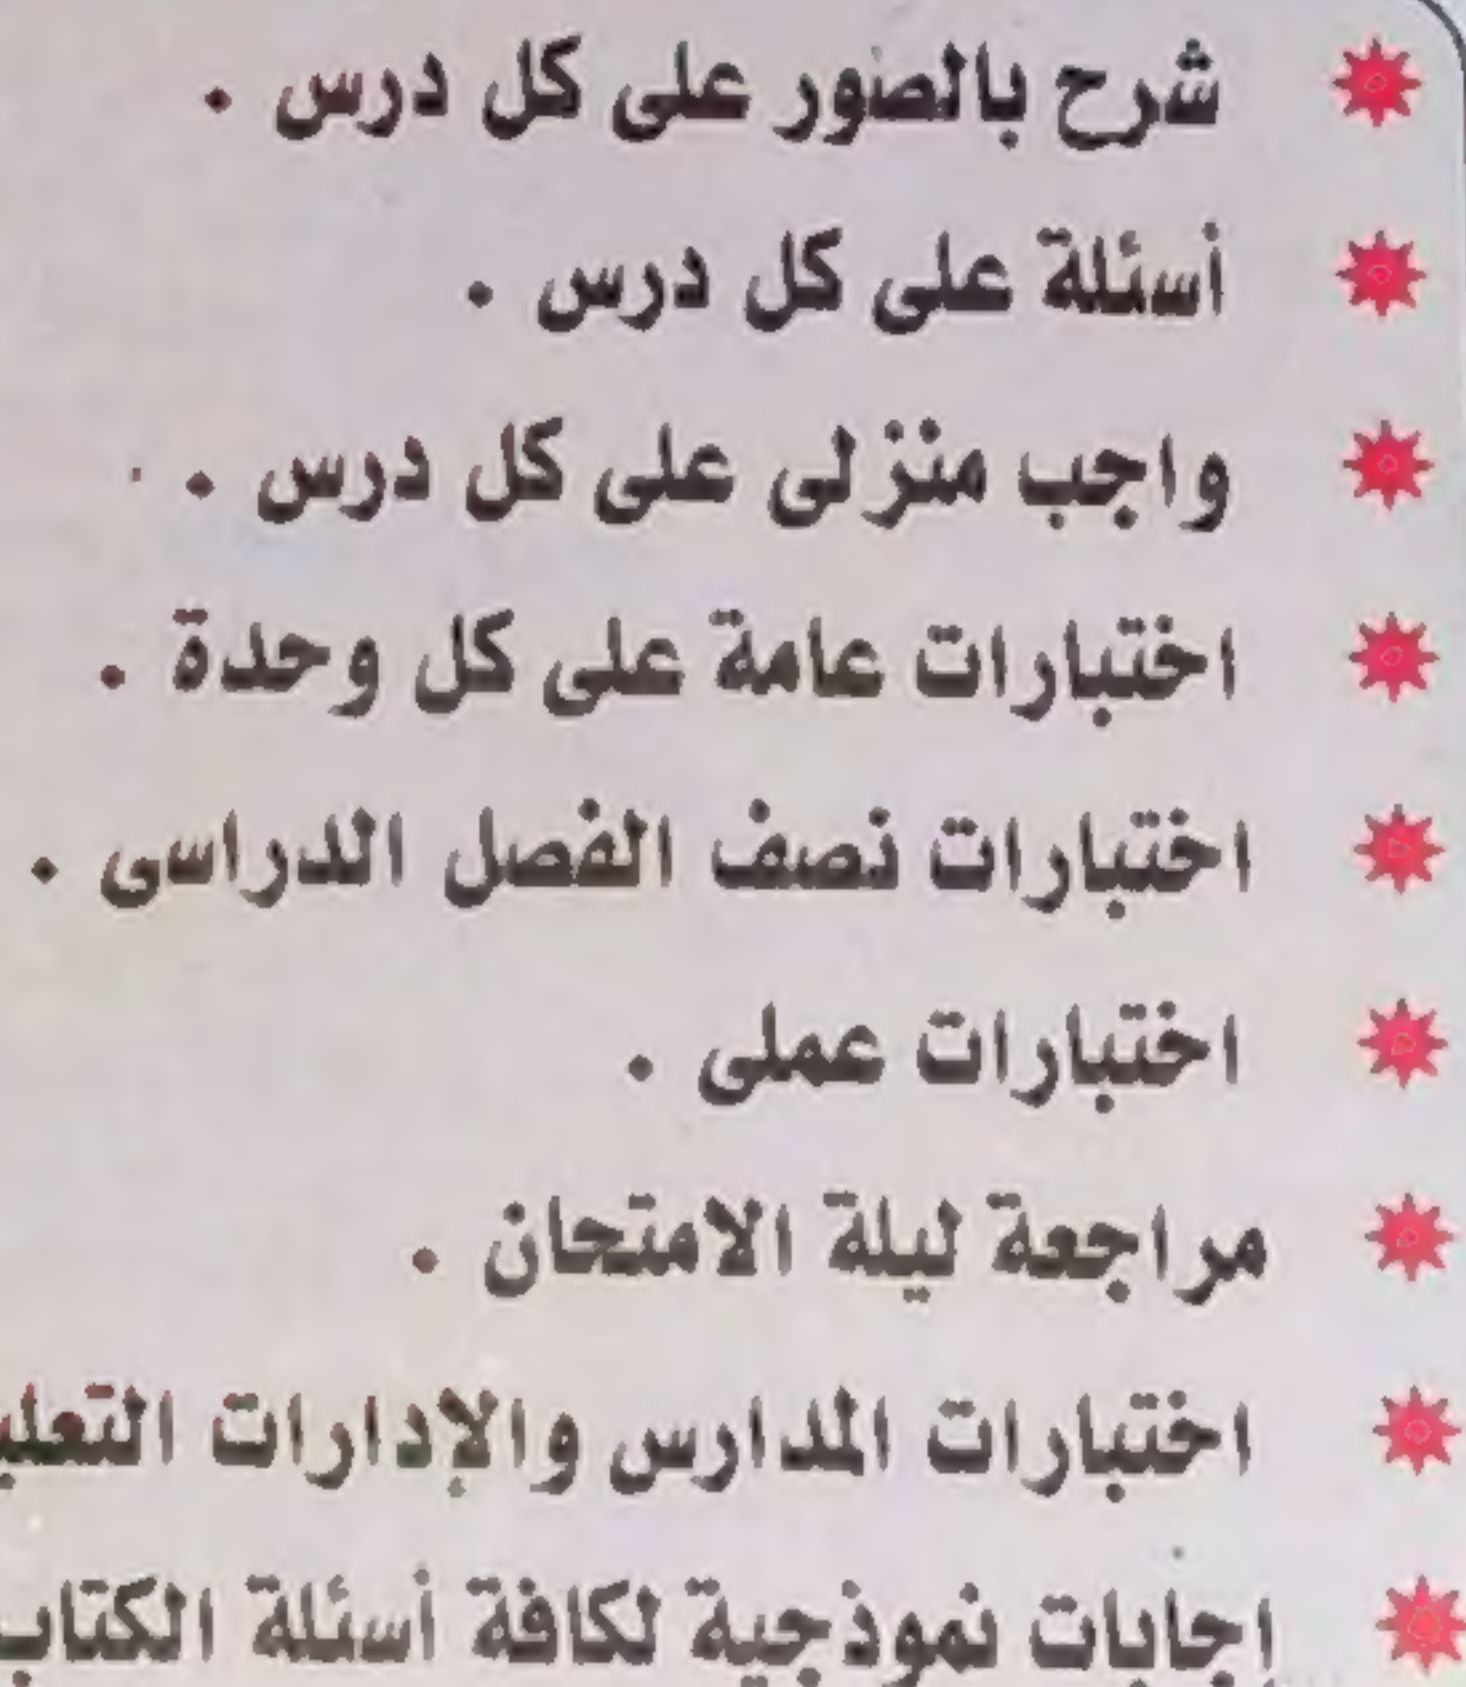 شرح بالصور على كل درس .
أسئلة على كل درس .
واجب منزلى على كل درس .
اختبارات عامة على كل وحدة .
اختبارات نصف الفصل الدراسى .
اختبارات عملى .
مراجعة ليلة الامتحان .
اختبارات المدارس والإدارات
إجابات نموذجية لكافة أسئلة الكتاب